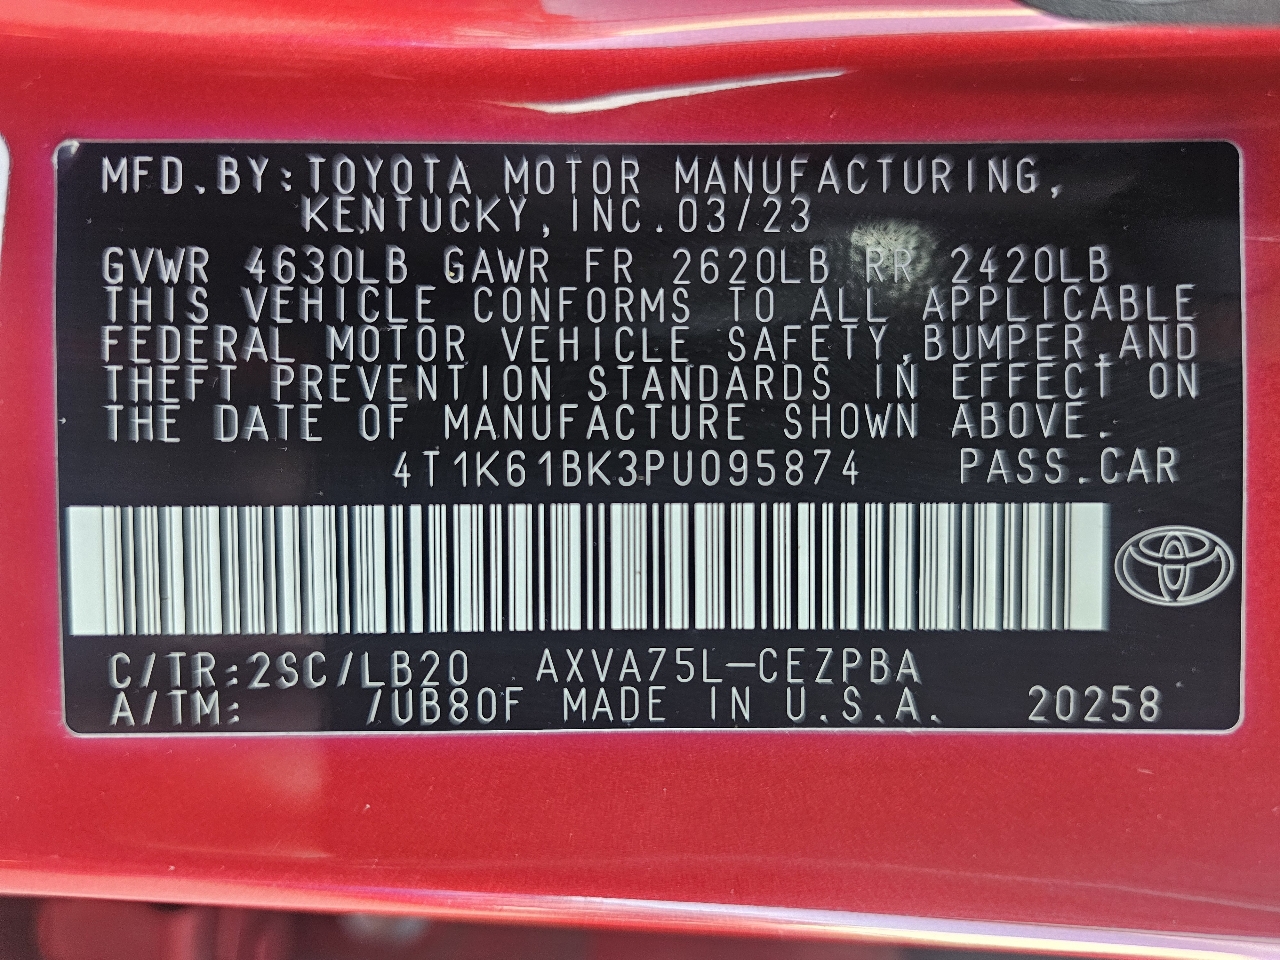 MFD.BY:TOYOTA MOTOR MANUFACTURING,
KENTUCKY,INC.03/23
GVWR 4630LB GAWR FR 2620LB RR 2420LB
THIS VEHICLE CONFORMS TO ALL APPLICABLE
FEDERAL MOTOR VEHICLE SAFETY,BUMPER,AND
THEFT PREVENTION STANDARDS IN EFFECT ON
THE DATE OF MANUFACTURE SHOWN ABOVE.
4T1K61BK3PU095874 PASS.CAR
C/TR:2SC/LB20 AXVA75L-CEZPBA
A/TM: /UB80F MADE IN U.S.A. 20258